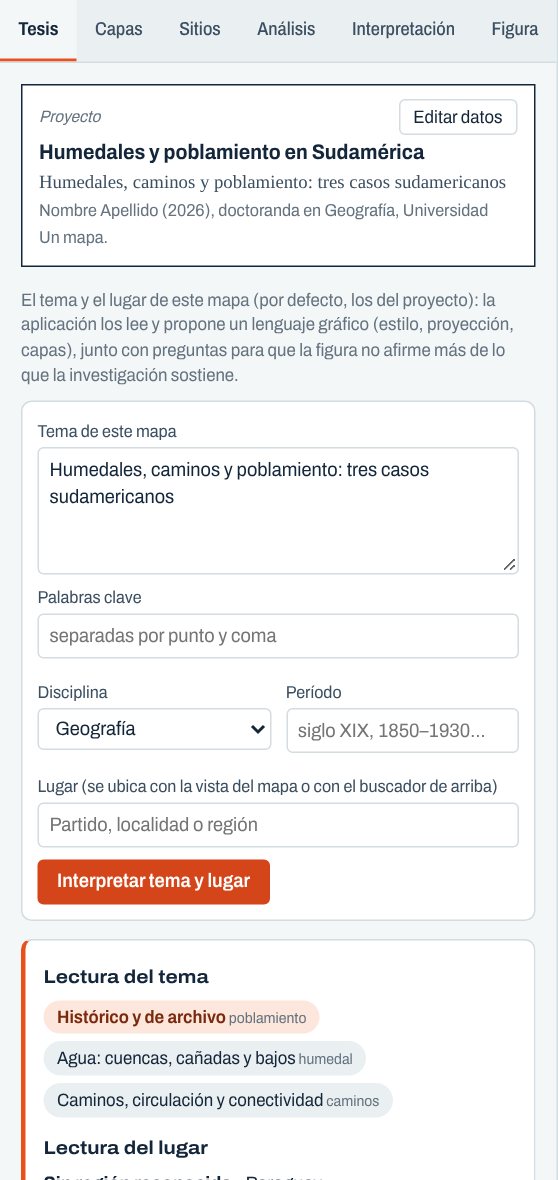 Tesis Capas Sitios Análisis Interpretación Figura
Proyecto
Editar datos
Humedales y poblamiento en Sudamérica
Humedales, caminos y poblamiento: tres casos sudamericanos
Nombre Apellido (2026), doctoranda en Geografía, Universidad
Un mapa.
El tema y el lugar de este mapa (por defecto, los del proyecto): la
aplicación los lee y propone un lenguaje gráfico (estilo, proyección,
capas), junto con preguntas para que la figura no afirme más de lo
que la investigación sostiene.
Tema de este mapa
Humedales, caminos y poblamiento: tres casos
sudamericanos
Palabras clave
separadas por punto y coma
Disciplina Período
Geografía siglo XIX, 1850–1930...
Lugar (se ubica con la vista del mapa o con el buscador de arriba)
Partido, localidad o región
Interpretar tema y lugar
Lectura del tema
Histórico y de archivo poblamiento
Agua: cuencas, cañadas y bajos humedal
Caminos, circulación y conectividad caminos
Lectura del lugar